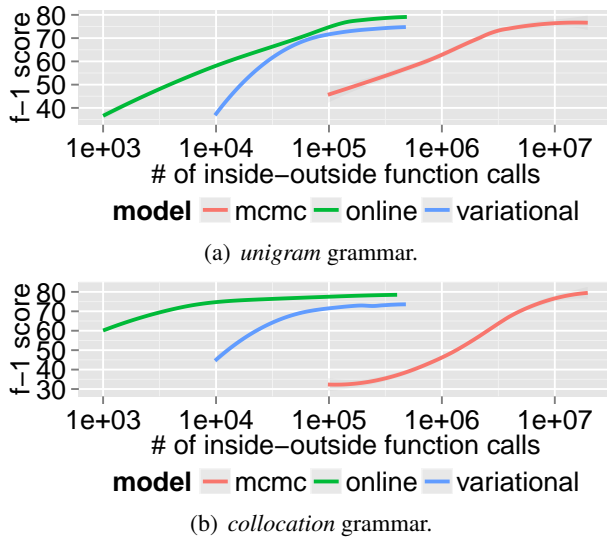 f−1 score
80
70
60
50
40
1e+03 1e+04 1e+05 1e+06 1e+07
# of inside−outside function calls
model mcmc online variational
(a) unigram grammar.
f−1 score
80
70
60
50
40
30
1e+03 1e+04 1e+05 1e+06 1e+07
# of inside−outside function calls
model mcmc online variational
(b) collocation grammar.